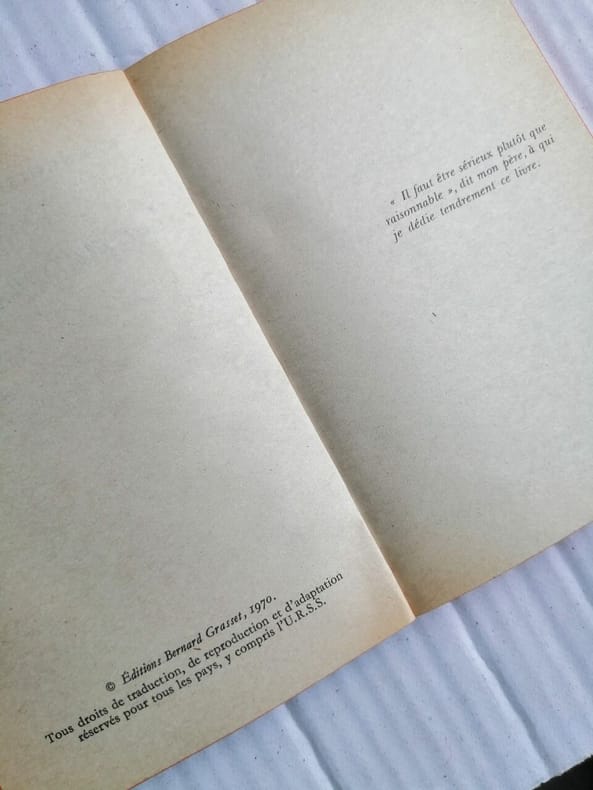 © Éditions Bernard Grasset, 1970.
Tous droits de traduction, de reproduction et d'adaptation
réservés pour tous les pays, y compris l'U.R.S.S.
« Il faut être sérieux plutôt que
raisonnable », dit mon père, à qui
je dédie tendrement ce livre.